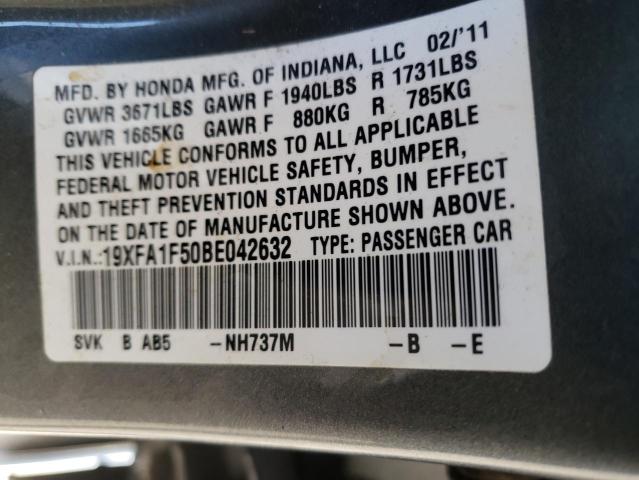 MFD. BY HONDA MFG. OF INDIANA, LLC 02/'11
GVWR 3671LBS GAWR F 1940LBS R 1731LBS
GVWR 1665KG GAWR F 880KG R 785KG
THIS VEHICLE CONFORMS TO ALL APPLICABLE
FEDERAL MOTOR VEHICLE SAFETY, BUMPER,
AND THEFT PREVENTION STANDARDS IN EFFECT
ON THE DATE OF MANUFACTURE SHOWN ABOVE.
V.I.N.:19XFA1F50BE042632 TYPE: PASSENGER CAR
SVK B AB5 -NH737M -B -E